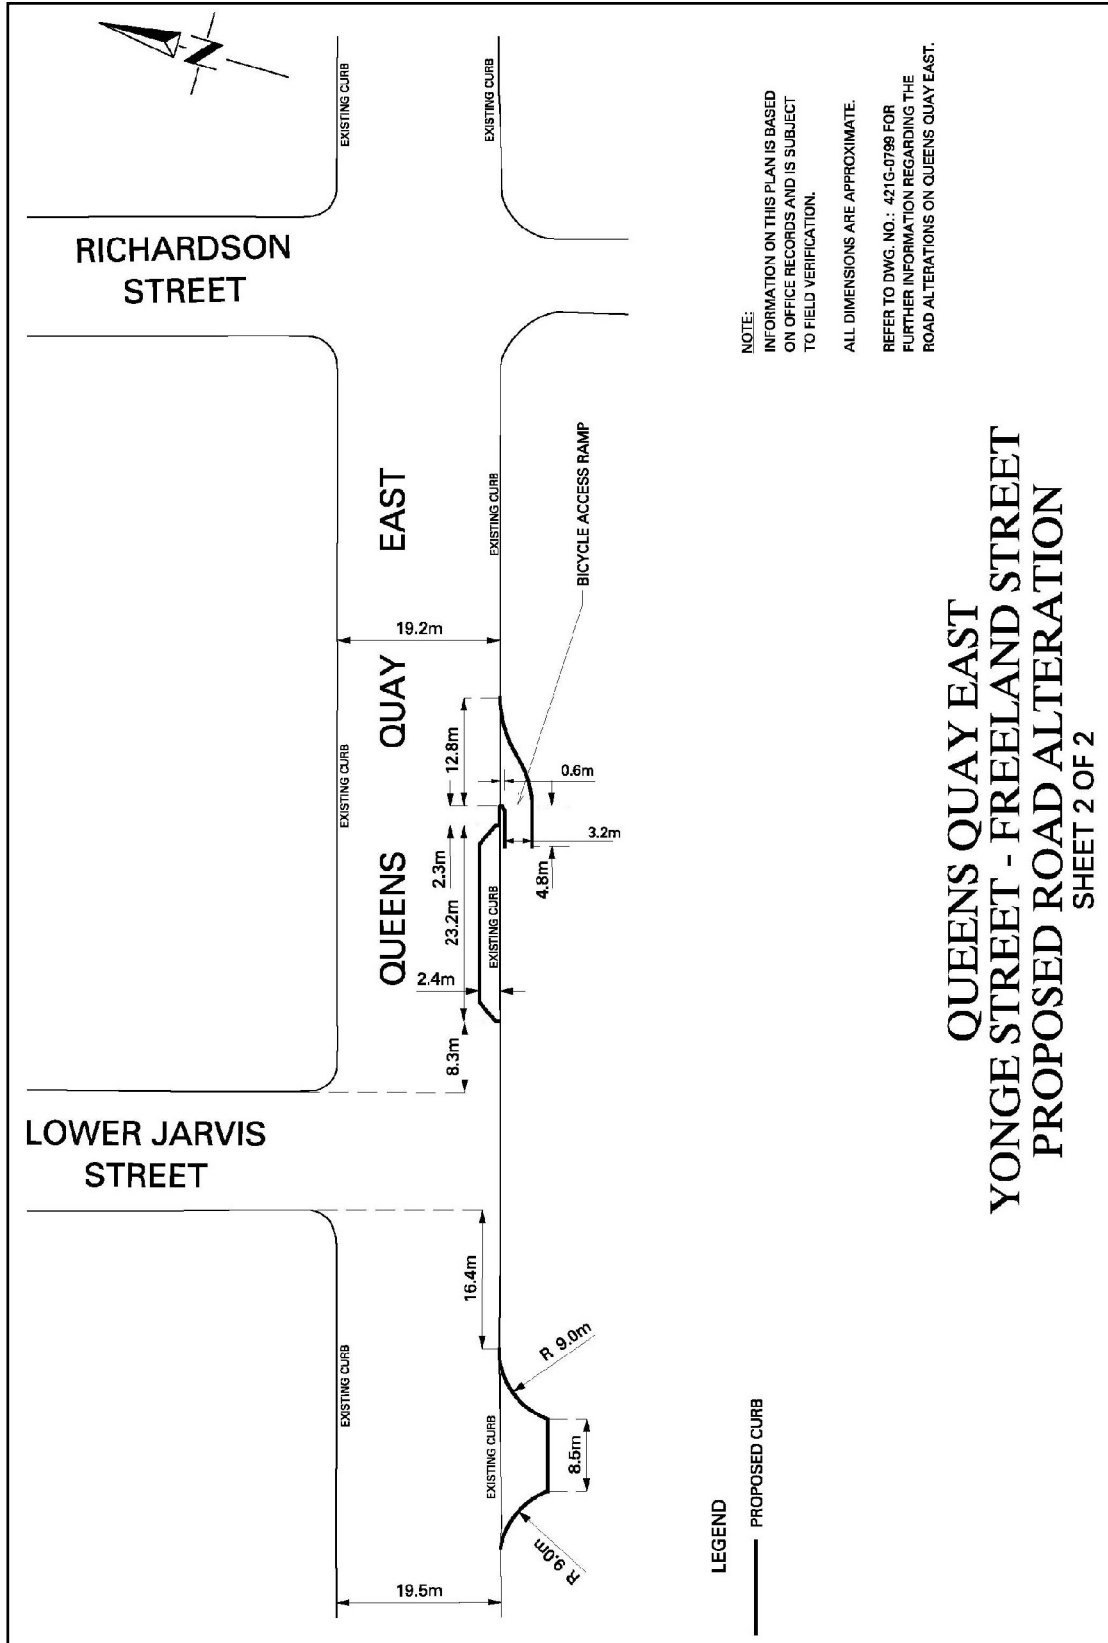 N
EXISTING CURB
EXISTING CURB
RICHARDSON
STREET
NOTE:
INFORMATION ON THIS PLAN IS BASED
ON OFFICE RECORDS AND IS SUBJECT
TO FIELD VERIFICATION.
ALL DIMENSIONS ARE APPROXIMATE.
REFER TO DWG. NO.: 421G-0799 FOR
FURTHER INFORMATION REGARDING THE
ROAD ALTERATIONS ON QUEENS QUAY EAST.
QUEENS QUAY EAST
EXISTING CURB
EXISTING CURB
BICYCLE ACCESS RAMP
19.2m
12.8m
0.6m
3.2m
4.8m
2.3m
23.2m
EXISTING CURB
2.4m
8.3m
LOWER JARVIS
STREET
16.4m
EXISTING CURB
EXISTING CURB
R 9.0m
8.5m
R 9.0m
19.5m
LEGEND
PROPOSED CURB
QUEENS QUAY EAST
YONGE STREET - FREELAND STREET
PROPOSED ROAD ALTERATION
SHEET 2 OF 2